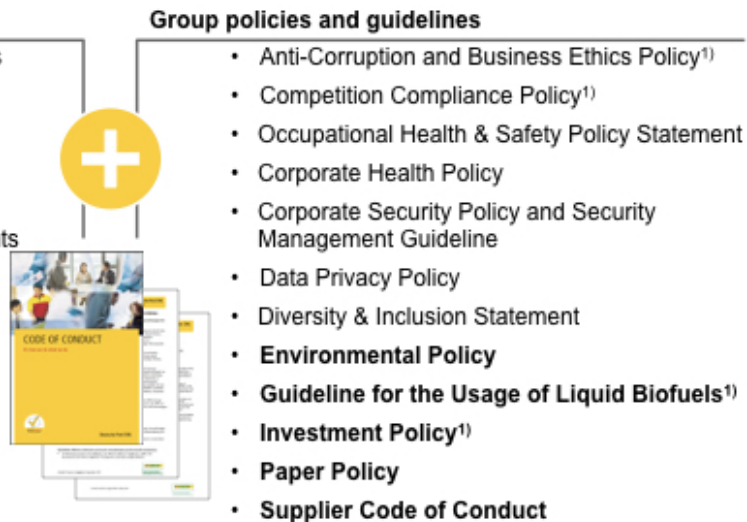 Group policies and guidelines
• Anti-Corruption and Business Ethics Policy¹⁾
• Competition Compliance Policy¹⁾
• Occupational Health & Safety Policy Statement
• Corporate Health Policy
• Corporate Security Policy and Security
Management Guideline
• Data Privacy Policy
• Diversity & Inclusion Statement
• Environmental Policy
• Guideline for the Usage of Liquid Biofuels¹⁾
• Investment Policy¹⁾
• Paper Policy
• Supplier Code of Conduct
CODE OF CONDUCT